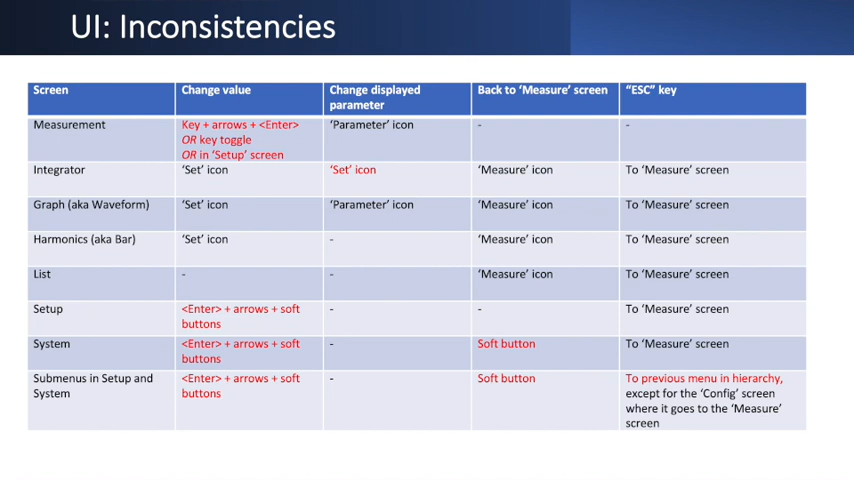 UI: Inconsistencies
Screen
Change value
Change displayed
parameter
Back to ‘Measure’ screen
“ESC” key
Measurement
Key + arrows + <Enter>
OR key toggle
OR in ‘Setup’ screen
‘Parameter’ icon
-
-
Integrator
‘Set’ icon
‘Set’ icon
‘Measure’ icon
To ‘Measure’ screen
Graph (aka Waveform)
‘Set’ icon
‘Parameter’ icon
‘Measure’ icon
To ‘Measure’ screen
Harmonics (aka Bar)
‘Set’ icon
-
‘Measure’ icon
To ‘Measure’ screen
List
-
-
‘Measure’ icon
To ‘Measure’ screen
Setup
<Enter> + arrows + soft
buttons
-
-
To ‘Measure’ screen
System
<Enter> + arrows + soft
buttons
-
Soft button
To ‘Measure’ screen
Submenus in Setup and
System
<Enter> + arrows + soft
buttons
-
Soft button
To previous menu in hierarchy,
except for the ‘Config’ screen
where it goes to the ‘Measure’
screen